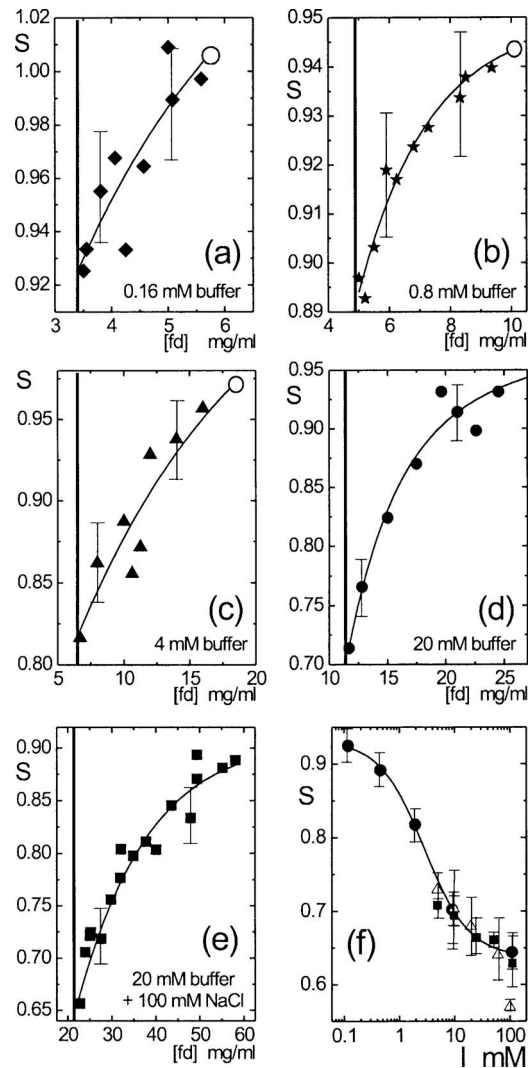 1.02
S
1.00
0.98
0.96
0.94
0.92
(a)
0.16 mM buffer
3 4 5 6
[fd] mg/ml
0.95
S
0.94
0.93
0.92
0.91
0.90
0.89
(b)
0.8 mM buffer
4 6 8 10
[fd] mg/ml
S
0.95
0.90
0.85
0.80
(c)
4 mM buffer
5 10 15 20
[fd] mg/ml
0.95
S
0.90
0.85
0.80
0.75
0.70
(d)
20 mM buffer
10 15 20 25
[fd] mg/ml
0.90
S
0.85
0.80
0.75
0.70
0.65
(e)
20 mM buffer
+ 100 mM NaCl
20 30 40 50 60
[fd] mg/ml
0.9
S
0.8
0.7
0.6
(f)
0.1 1 10 100
I mM